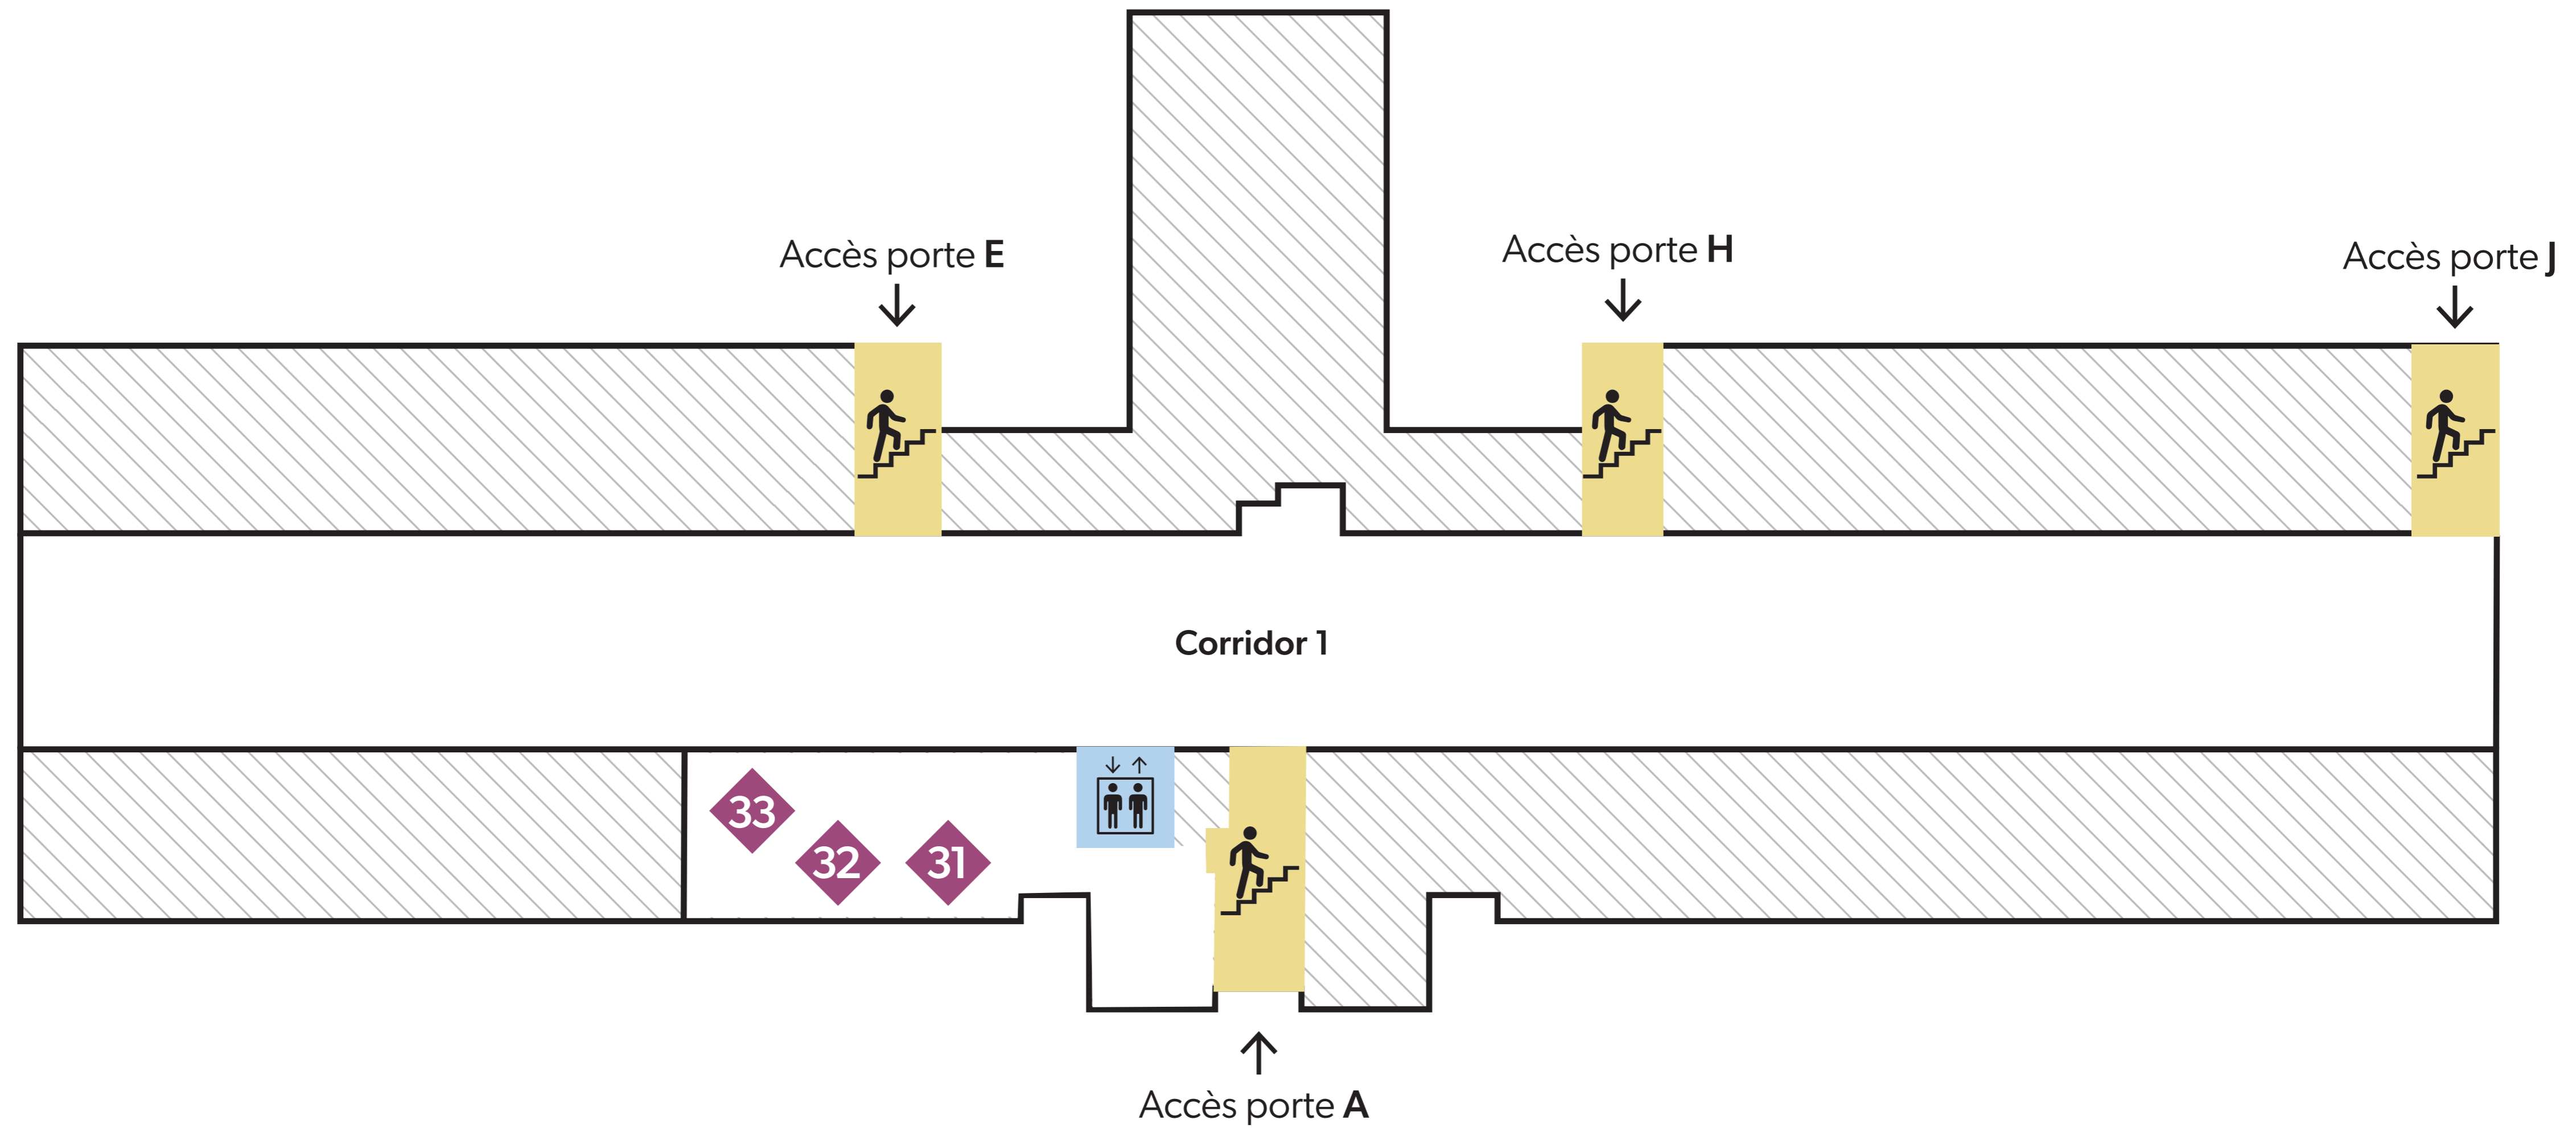 Accès porte E
Accès porte H
Accès porte J
Corridor 1
33
32
31
Accès porte A